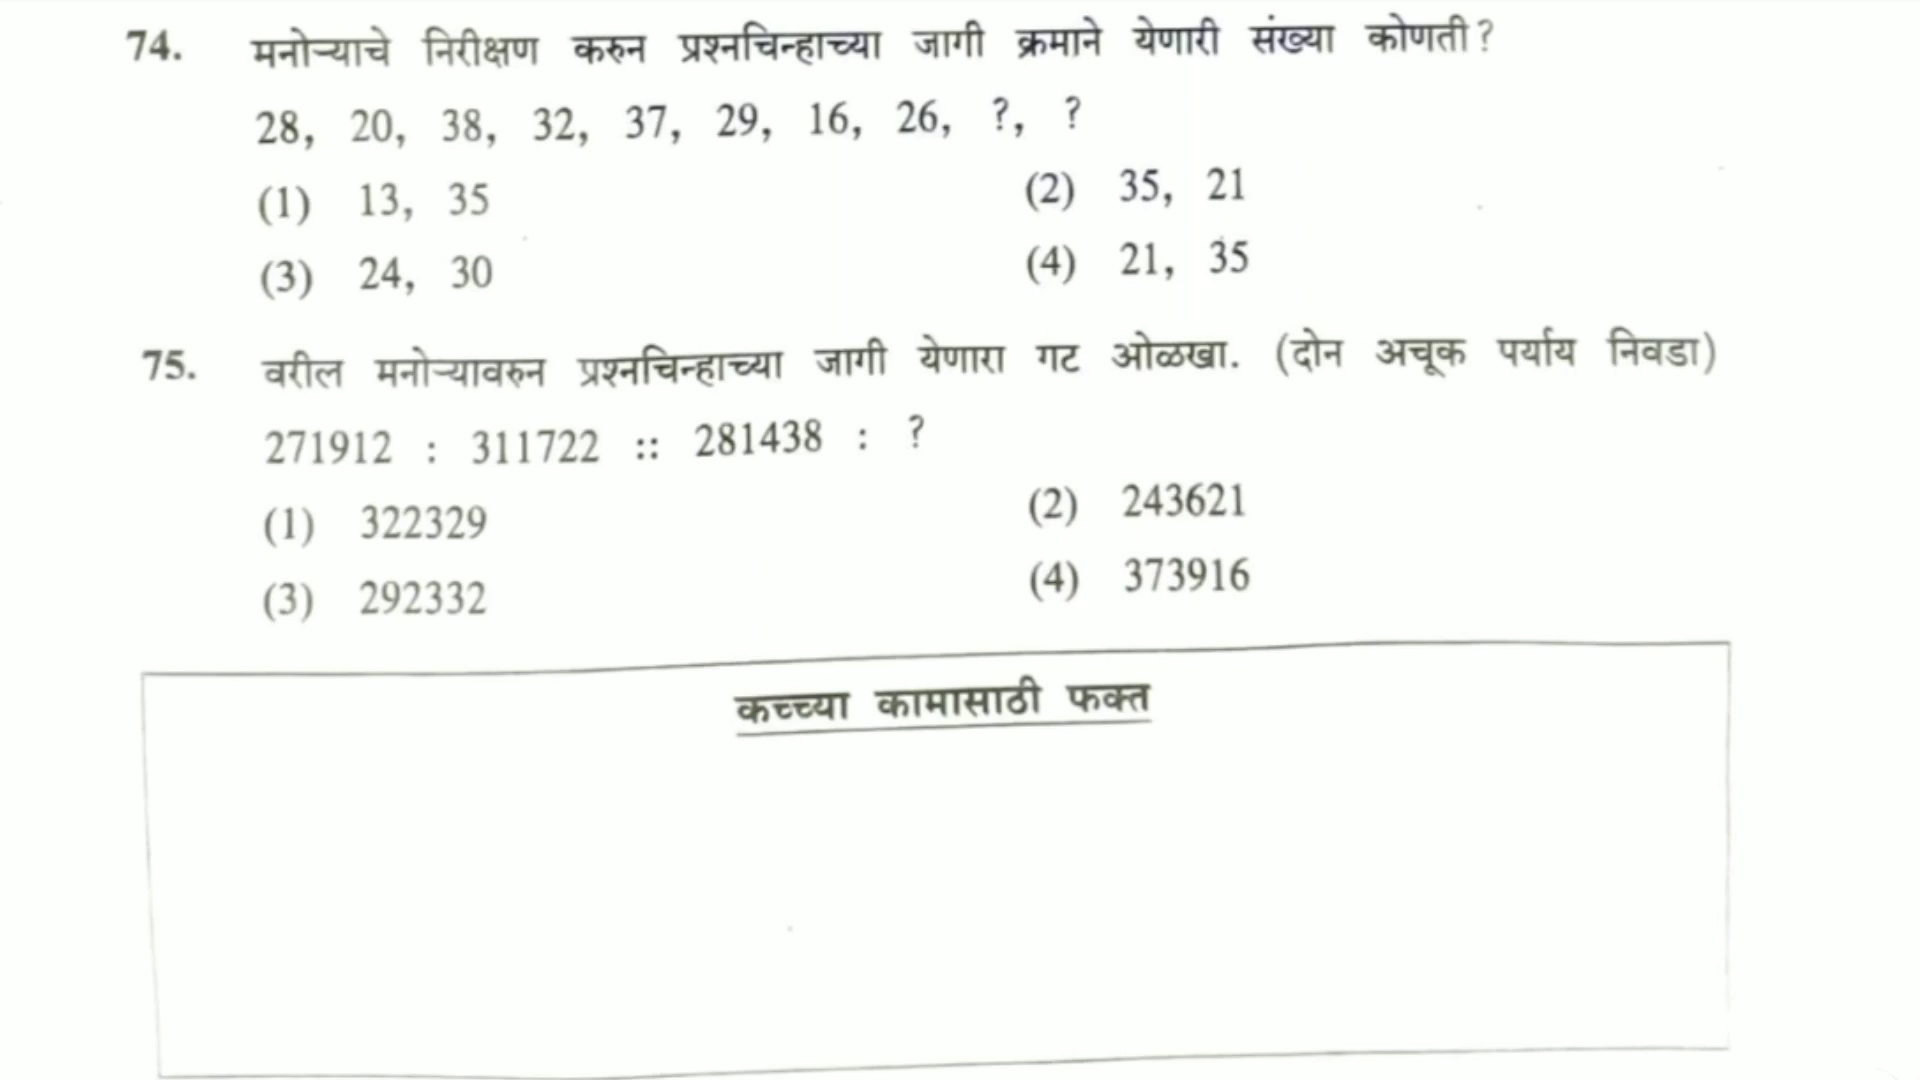 74. मनोऱ्याचे निरीक्षण करुन प्रश्नचिन्हाच्या जागी क्रमाने येणारी संख्या कोणती?
28, 20, 38, 32, 37, 29, 16, 26, ?, ?
(1) 13, 35 (2) 35, 21
(3) 24, 30 (4) 21, 35
75. वरील मनोऱ्यावरुन प्रश्नचिन्हाच्या जागी येणारा गट ओळखा. (दोन अचूक पर्याय निवडा)
271912 : 311722 :: 281438 : ?
(1) 322329 (2) 243621
(3) 292332 (4) 373916
कच्च्या कामासाठी फक्त